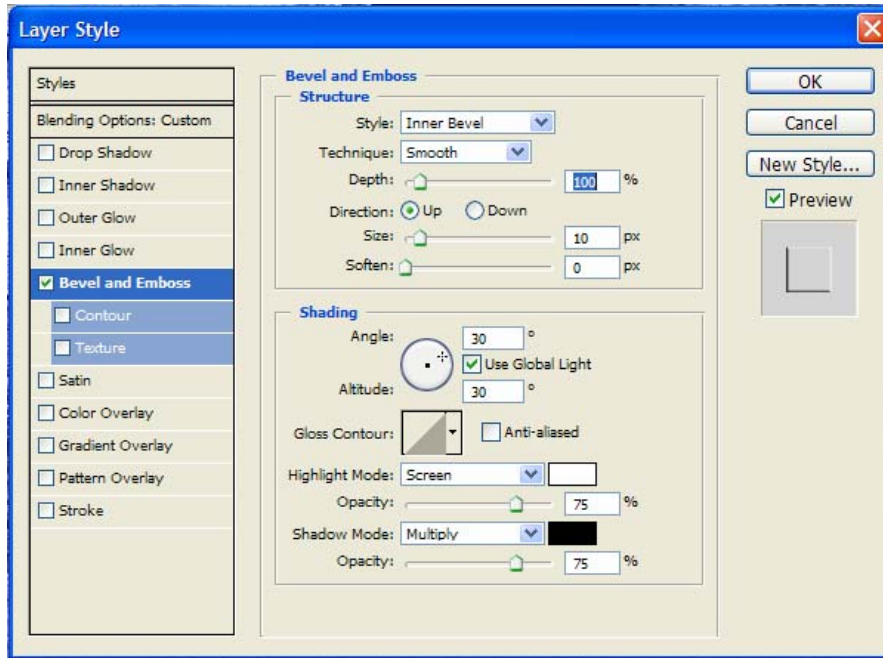 Layer Style
Styles
Blending Options: Custom
Drop Shadow
Inner Shadow
Outer Glow
Inner Glow
Bevel and Emboss
Contour
Texture
Satin
Color Overlay
Gradient Overlay
Pattern Overlay
Stroke
Bevel and Emboss
Structure
Style: Inner Bevel
Technique: Smooth
Depth: 100 %
Direction: Up Down
Size: 10 px
Soften: 0 px
Shading
Angle: 30 °
Use Global Light
Altitude: 30 °
Gloss Contour: Anti-aliased
Highlight Mode: Screen
Opacity: 75 %
Shadow Mode: Multiply
Opacity: 75 %
OK
Cancel
New Style...
Preview